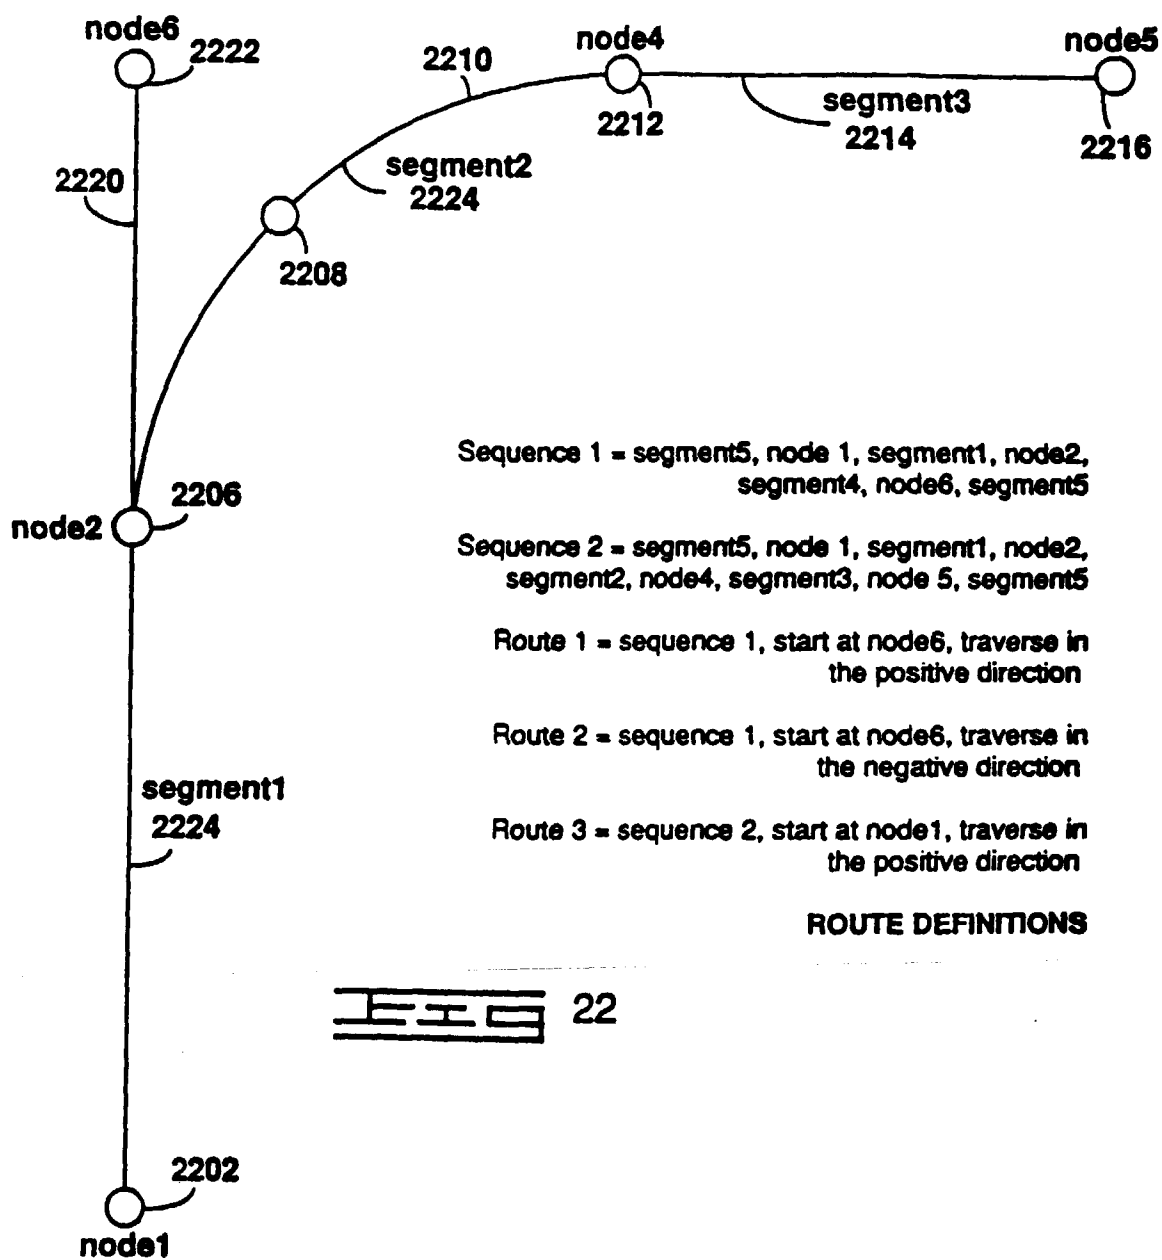 node6
2222
2210
node4
node5
segment3
2214
2212
2216
2220
segment2
2224
2208
2206
node2
Sequence 1 = segment5, node 1, segment1, node2,
segment4, node6, segment5
Sequence 2 = segment5, node 1, segment1, node2,
segment2, node4, segment3, node 5, segment5
Route 1 = sequence 1, start at node6, traverse in
the positive direction
Route 2 = sequence 1, start at node6, traverse in
the negative direction
segment1
2224
Route 3 = sequence 2, start at node1, traverse in
the positive direction
ROUTE DEFINITIONS
FIG 22
2202
node1